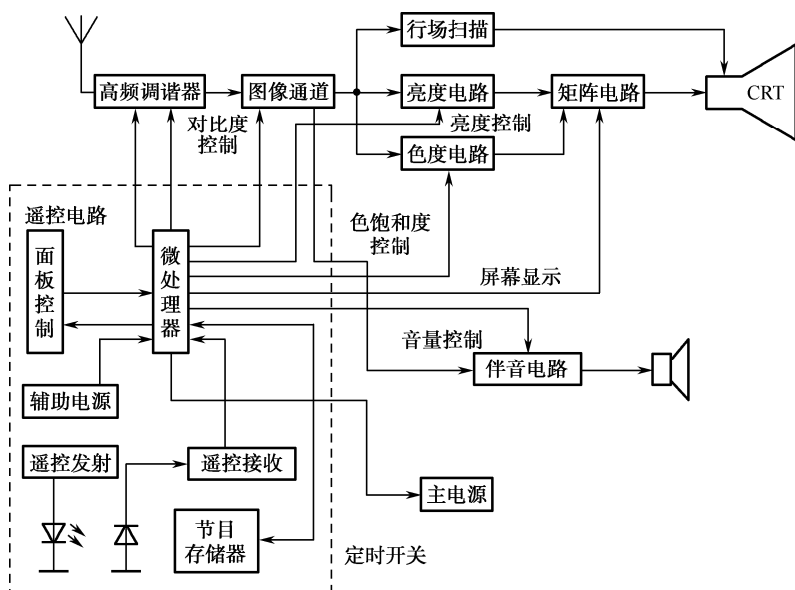 行场扫描
高频调谐器
图像通道
亮度电路
矩阵电路
CRT
对比度
控制
亮度控制
色度电路
遥控电路
色饱和度
控制
面板控制
微处理器
屏幕显示
音量控制
伴音电路
辅助电源
遥控发射
遥控接收
主电源
节目
存储器
定时开关